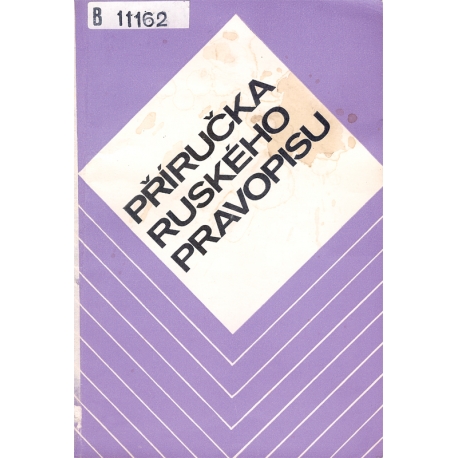 B 11162
PŘÍRUČKA
RUSKÉHO
PRAVOPISU